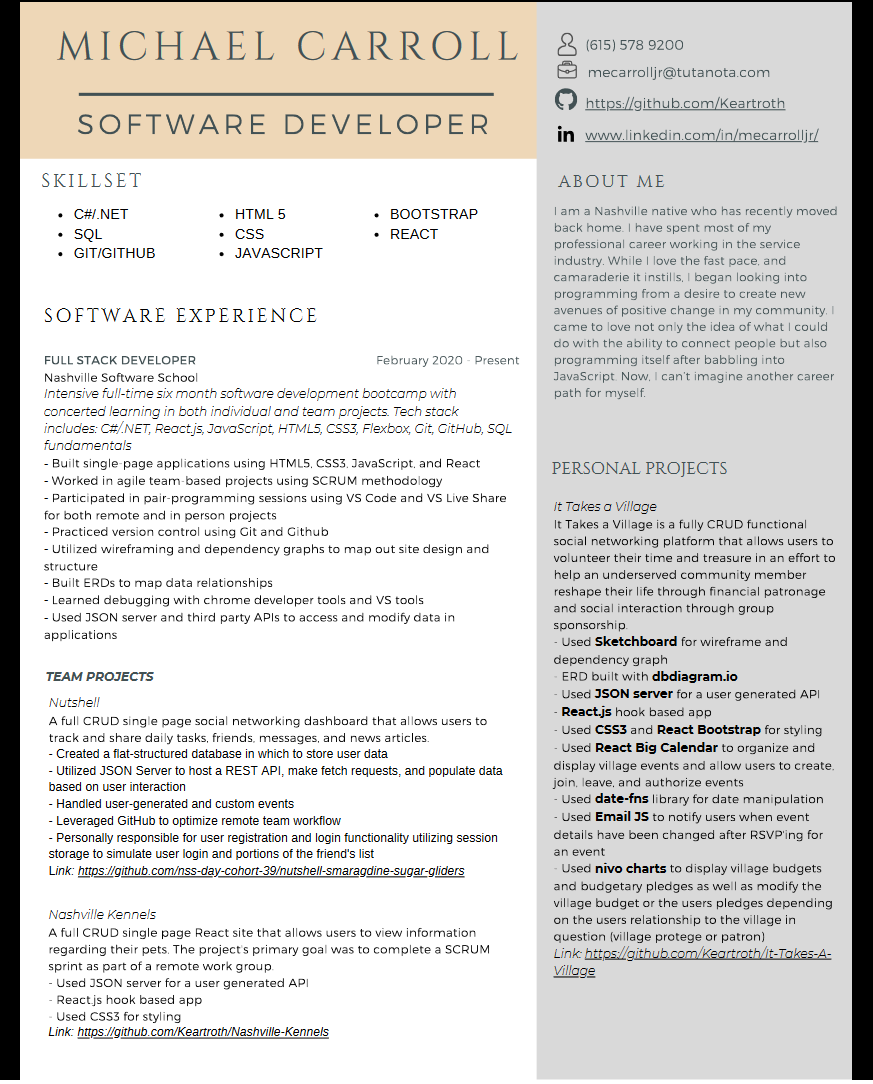 MICHAEL CARROLL
SOFTWARE DEVELOPER
(615) 578 9200
mecarrolljr@tutanota.com
https://github.com/Keartroth
www.linkedin.com/in/mecarrolljr/
SKILLSET
• C#/.NET
• SQL
• GIT/GITHUB
• HTML 5
• CSS
• JAVASCRIPT
• BOOTSTRAP
• REACT
SOFTWARE EXPERIENCE
FULL STACK DEVELOPER February 2020 - Present
Nashville Software School
Intensive full-time six month software development bootcamp with
concerted learning in both individual and team projects. Tech stack
includes: C#/.NET, React.js, JavaScript, HTML5, CSS3, Flexbox, Git, GitHub, SQL
fundamentals
- Built single-page applications using HTML5, CSS3, JavaScript, and React
- Worked in agile team-based projects using SCRUM methodology
- Participated in pair-programming sessions using VS Code and VS Live Share
for both remote and in person projects
- Practiced version control using Git and Github
- Utilized wireframing and dependency graphs to map out site design and
structure
- Built ERDs to map data relationships
- Learned debugging with chrome developer tools and VS tools
- Used JSON server and third party APIs to access and modify data in
applications
TEAM PROJECTS
Nutshell
A full CRUD single page social networking dashboard that allows users to
track and share daily tasks, friends, messages, and news articles.
- Created a flat-structured database in which to store user data
- Utilized JSON Server to host a REST API, make fetch requests, and populate data
based on user interaction
- Handled user-generated and custom events
- Leveraged GitHub to optimize remote team workflow
- Personally responsible for user registration and login functionality utilizing session
storage to simulate user login and portions of the friend's list
Link: https://github.com/nss-day-cohort-39/nutshell-smaragdine-sugar-gliders
Nashville Kennels
A full CRUD single page React site that allows users to view information
regarding their pets. The project's primary goal was to complete a SCRUM
sprint as part of a remote work group.
- Used JSON server for a user generated API
- React.js hook based app
- Used CSS3 for styling
Link: https://github.com/Keartroth/Nashville-Kennels
ABOUT ME
I am a Nashville native who has recently moved
back home. I have spent most of my
professional career working in the service
industry. While I love the fast pace, and
camaraderie it instills, I began looking into
programming from a desire to create new
avenues of positive change in my community. I
came to love not only the idea of what I could
do with the ability to connect people but also
programming itself after babbling into
JavaScript. Now, I can't imagine another career
path for myself.
PERSONAL PROJECTS
It Takes a Village
It Takes a Village is a fully CRUD functional
social networking platform that allows users to
volunteer their time and treasure in an effort to
help an underserved community member
reshape their life through financial patronage
and social interaction through group
sponsorship.
- Used Sketchboard for wireframe and
dependency graph
- ERD built with dbdiagram.io
- Used JSON server for a user generated API
- React.js hook based app
- Used CSS3 and React Bootstrap for styling
- Used React Big Calendar to organize and
display village events and allow users to create,
join, leave, and authorize events
- Used date-fns library for date manipulation
- Used Email JS to notify users when event
details have been changed after RSVP'ing for
an event
- Used nivo charts to display village budgets
and budgetary pledges as well as modify the
village budget or the users pledges depending
on the users relationship to the village in
question (village protege or patron)
Link: https://github.com/Keartroth/It-Takes-A-
Village